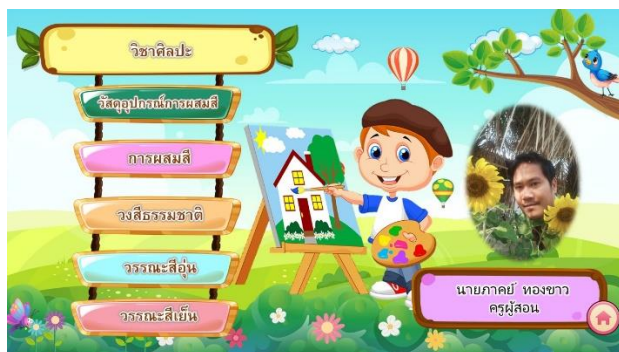 วิชาศิลปะ
วัสดุอุปกรณ์การผสมสี
การผสมสี
วงสีธรรมชาติ
วรรณะสีอุ่น
วรรณะสีเย็น
นายภาคย์ ทองขาว
ครูผู้สอน